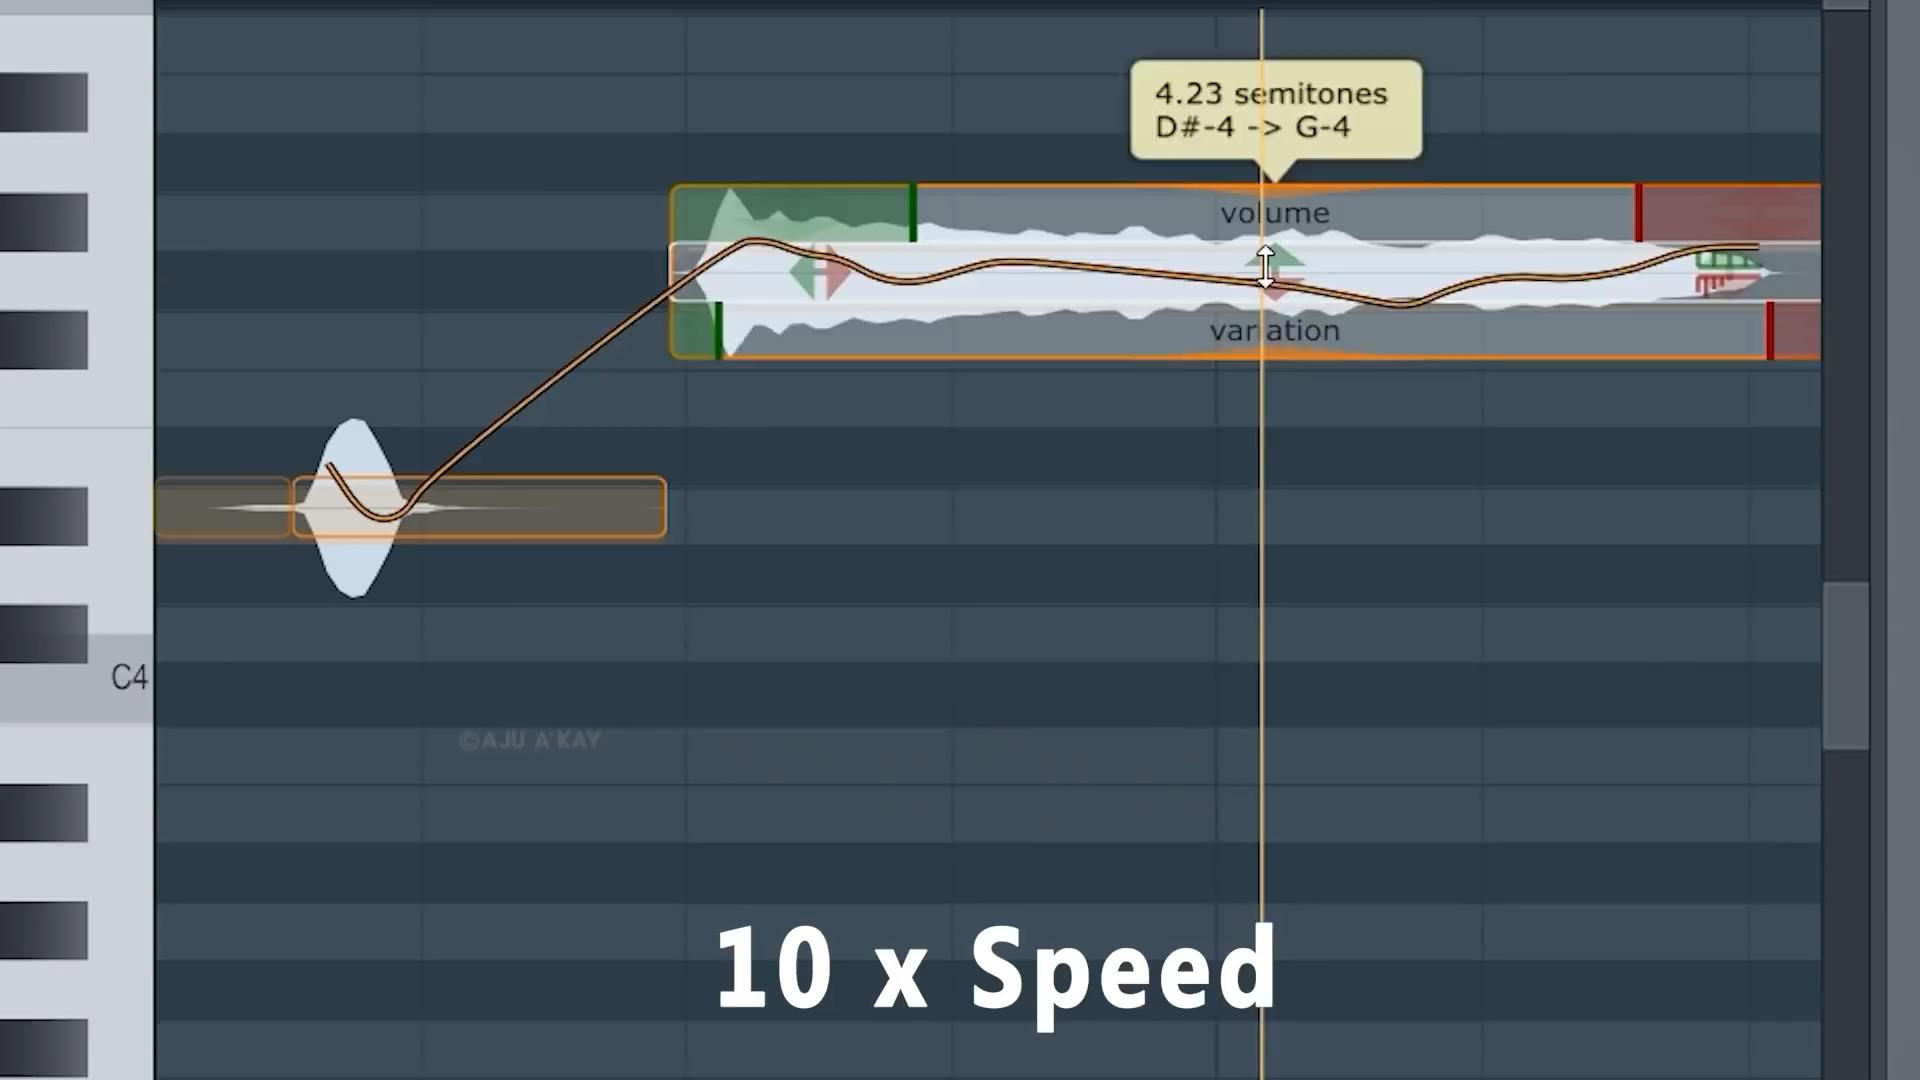 4.23 semitones
D#-4 -> G-4
volume
variation
C4
©AJU A'KAY
10 x Speed